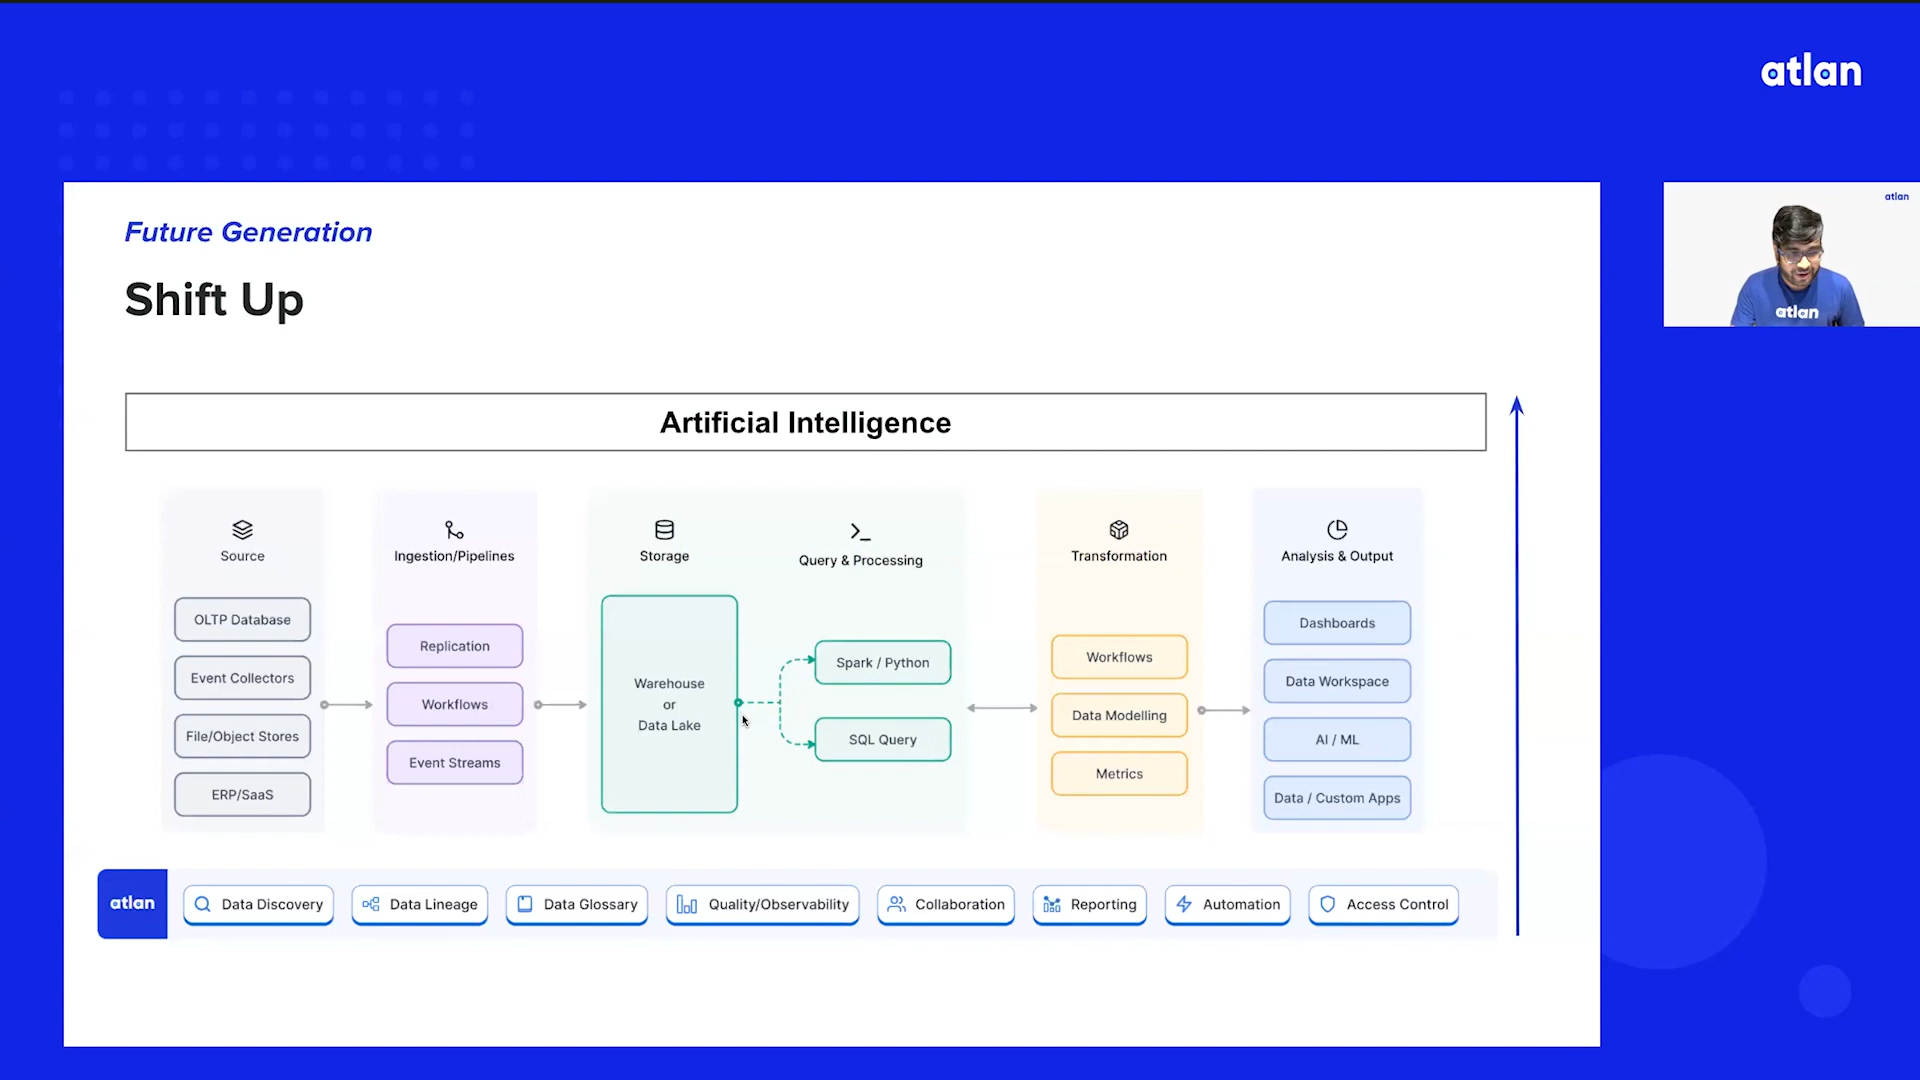 atlan
Future Generation
Shift Up
atlan
atlan
Artificial Intelligence
Source
OLTP Database
Event Collectors
File/Object Stores
ERP/SaaS
Ingestion/Pipelines
Replication
Workflows
Event Streams
Storage
Warehouse
or
Data Lake
Query & Processing
Spark / Python
SQL Query
Transformation
Workflows
Data Modelling
Metrics
Analysis & Output
Dashboards
Data Workspace
AI / ML
Data / Custom Apps
atlan
Data Discovery
Data Lineage
Data Glossary
Quality/Observability
Collaboration
Reporting
Automation
Access Control